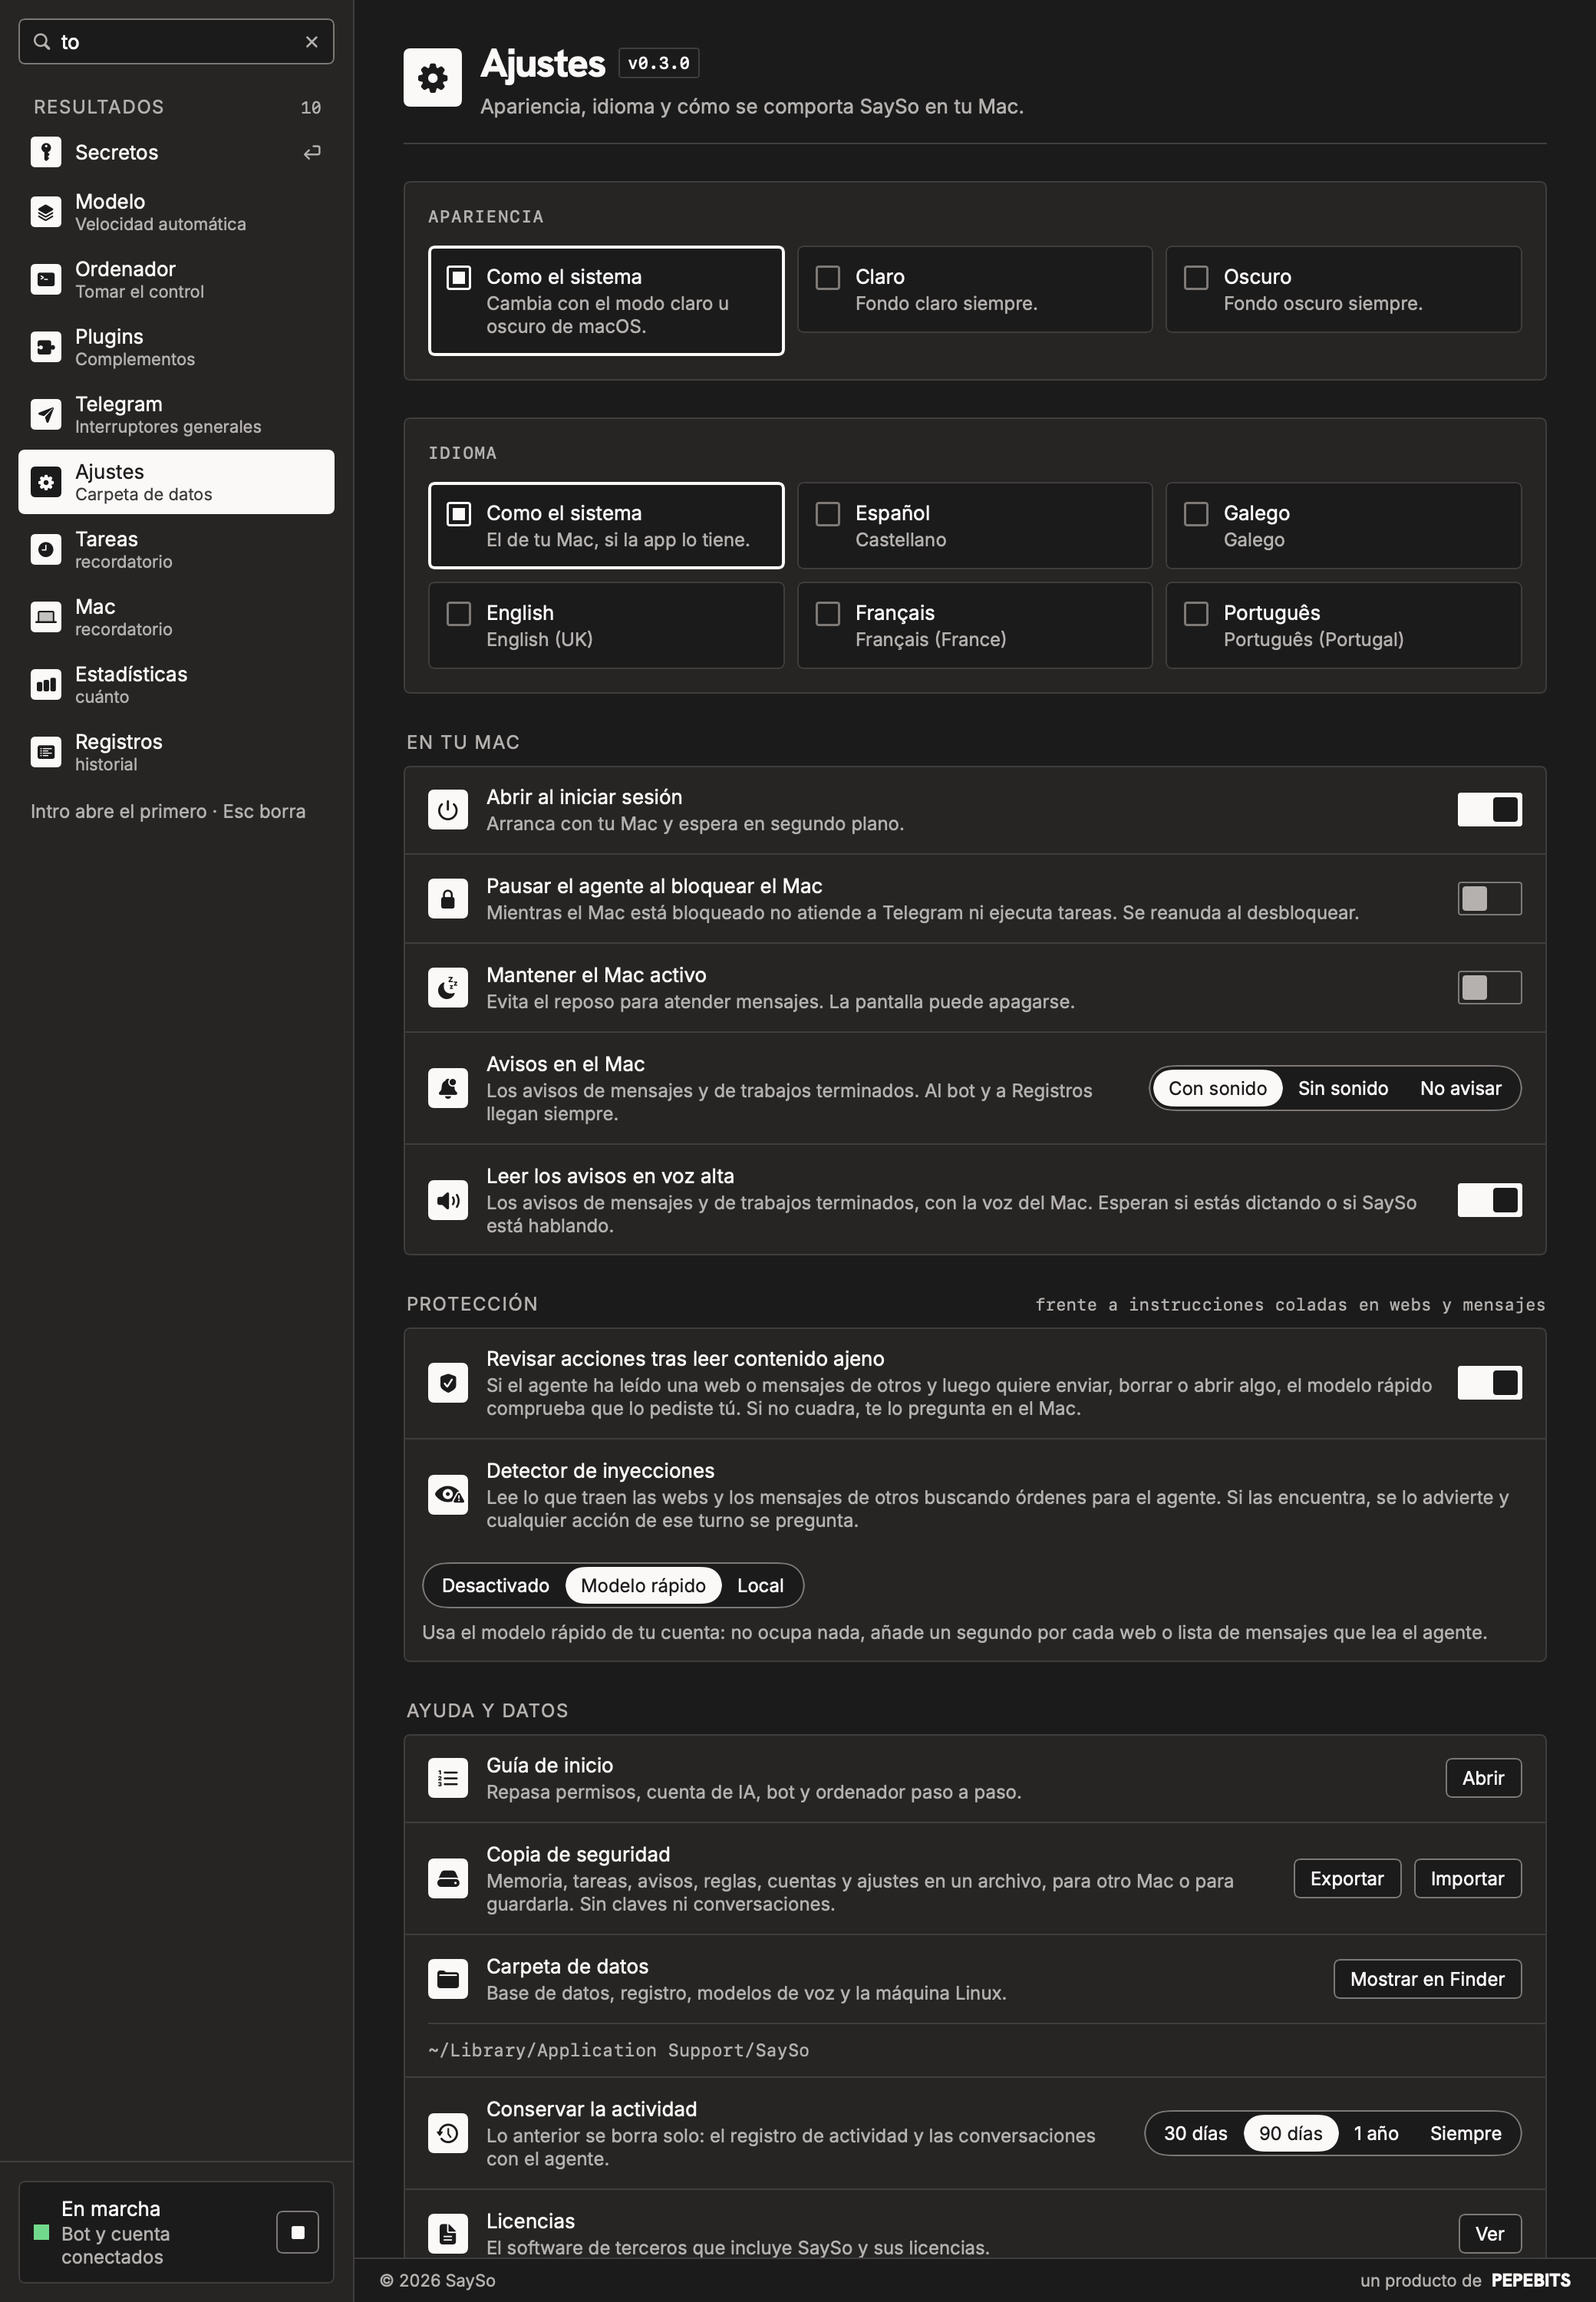 to
RESULTADOS 10
Secretos
Modelo
Velocidad automática
Ordenador
Tomar el control
Plugins
Complementos
Telegram
Interruptores generales
Ajustes
Carpeta de datos
Tareas
recordatorio
Mac
recordatorio
Estadísticas
cuánto
Registros
historial
Intro abre el primero · Esc borra
En marcha
Bot y cuenta
conectados
Ajustes v0.3.0
Apariencia, idioma y cómo se comporta SaySo en tu Mac.
APARIENCIA
Como el sistema
Cambia con el modo claro u
oscuro de macOS.
Claro
Fondo claro siempre.
Oscuro
Fondo oscuro siempre.
IDIOMA
Como el sistema
El de tu Mac, si la app lo tiene.
Español
Castellano
Galego
Galego
English
English (UK)
Français
Français (France)
Português
Português (Portugal)
EN TU MAC
Abrir al iniciar sesión
Arranca con tu Mac y espera en segundo plano.
Pausar el agente al bloquear el Mac
Mientras el Mac está bloqueado no atiende a Telegram ni ejecuta tareas. Se reanuda al desbloquear.
Mantener el Mac activo
Evita el reposo para atender mensajes. La pantalla puede apagarse.
Avisos en el Mac
Los avisos de mensajes y de trabajos terminados. Al bot y a Registros
llegan siempre.
Con sonido Sin sonido No avisar
Leer los avisos en voz alta
Los avisos de mensajes y de trabajos terminados, con la voz del Mac. Esperan si estás dictando o si SaySo
está hablando.
PROTECCIÓN frente a instrucciones coladas en webs y mensajes
Revisar acciones tras leer contenido ajeno
Si el agente ha leído una web o mensajes de otros y luego quiere enviar, borrar o abrir algo, el modelo rápido
comprueba que lo pediste tú. Si no cuadra, te lo pregunta en el Mac.
Detector de inyecciones
Lee lo que traen las webs y los mensajes de otros buscando órdenes para el agente. Si las encuentra, se lo advierte y
cualquier acción de ese turno se pregunta.
Desactivado Modelo rápido Local
Usa el modelo rápido de tu cuenta: no ocupa nada, añade un segundo por cada web o lista de mensajes que lea el agente.
AYUDA Y DATOS
Guía de inicio
Repasa permisos, cuenta de IA, bot y ordenador paso a paso.
Abrir
Copia de seguridad
Memoria, tareas, avisos, reglas, cuentas y ajustes en un archivo, para otro Mac o para
guardarla. Sin claves ni conversaciones.
Exportar Importar
Carpeta de datos
Base de datos, registro, modelos de voz y la máquina Linux.
Mostrar en Finder
~/Library/Application Support/SaySo
Conservar la actividad
Lo anterior se borra solo: el registro de actividad y las conversaciones
con el agente.
30 días 90 días 1 año Siempre
Licencias
El software de terceros que incluye SaySo y sus licencias.
Ver
© 2026 SaySo un producto de PEPEBITS